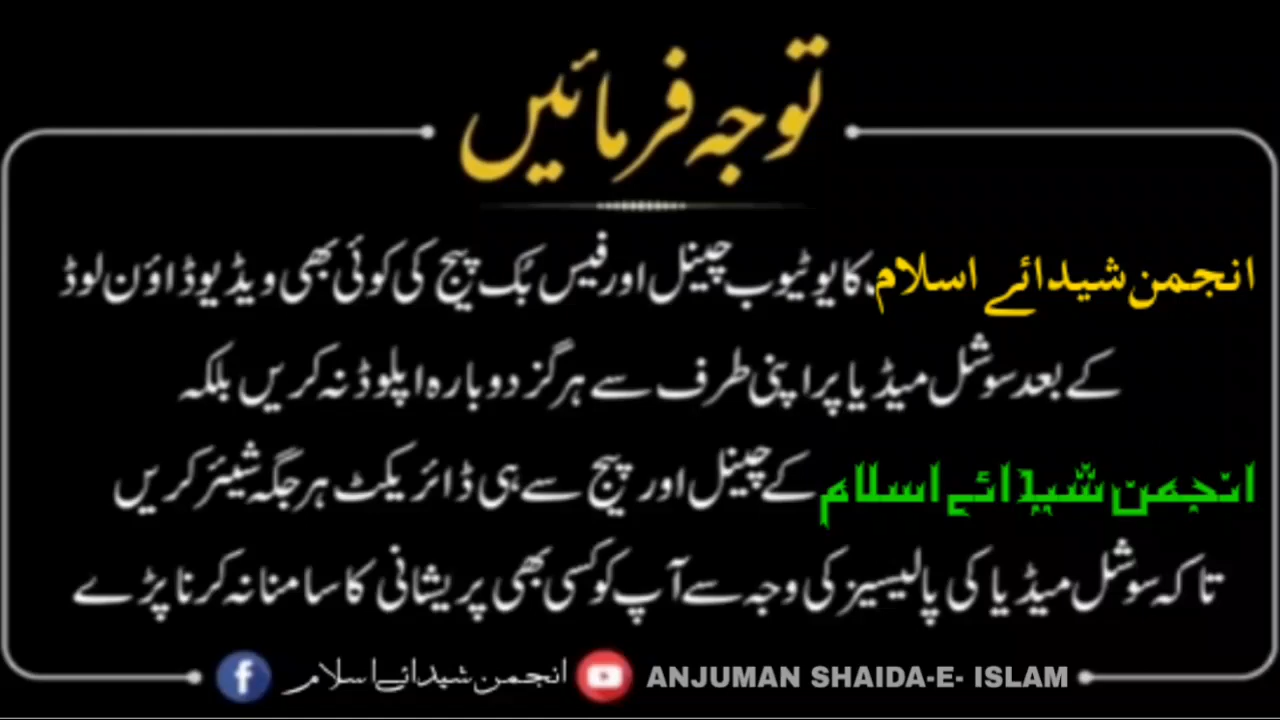 توجہ فرمائیں
انجمن شیدائے اسلام، کا یوٹیوب چینل اور فیس بُک پیج کی کوئی بھی ویڈیو ڈاؤن لوڈ
کے بعد سوشل میڈیا پر اپنی طرف سے ہرگز دوبارہ اپلوڈ نہ کریں بلکہ
انجمن شیدائے اسلام کے چینل اور پیج سے ہی ڈائریکٹ ہر جگہ شیئر کریں
تا کہ سوشل میڈیا کی پالیسیز کی وجہ سے آپ کو کسی بھی پریشانی کا سامنا نہ کرنا پڑے
f انجمن شیدائے اسلام ANJUMAN SHAIDA-E- ISLAM